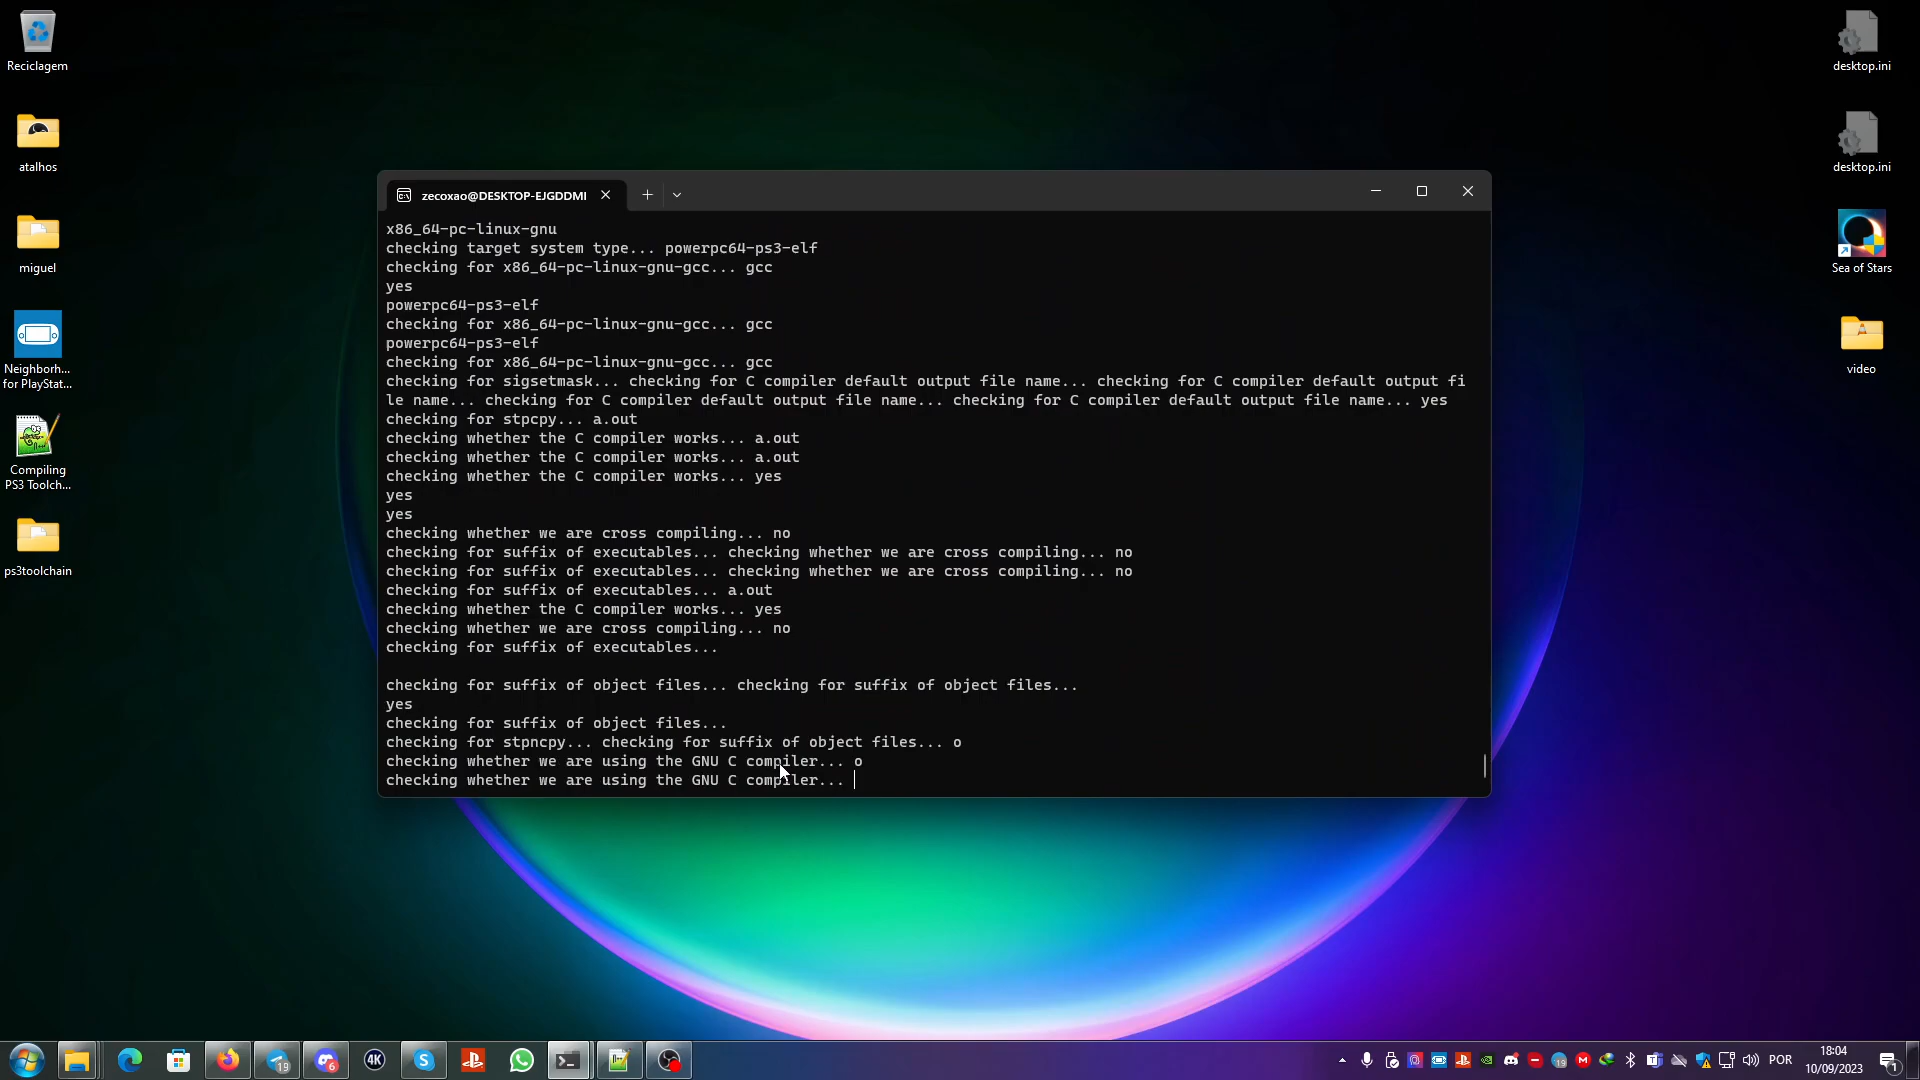 Reciclagem
atalhos
miguel
Neighborh...
for PlayStat...
Compiling
PS3 Toolch...
ps3toolchain
desktop.ini
desktop.ini
Sea of Stars
video
zecoxao@DESKTOP-EJGDDMI
x86_64-pc-linux-gnu
checking target system type... powerpc64-ps3-elf
checking for x86_64-pc-linux-gnu-gcc... gcc
yes
powerpc64-ps3-elf
checking for x86_64-pc-linux-gnu-gcc... gcc
powerpc64-ps3-elf
checking for x86_64-pc-linux-gnu-gcc... gcc
checking for sigsetmask... checking for C compiler default output file name... checking for C compiler default output fi
le name... checking for C compiler default output file name... checking for C compiler default output file name... yes
checking for stpcpy... a.out
checking whether the C compiler works... a.out
checking whether the C compiler works... a.out
checking whether the C compiler works... yes
yes
yes
checking whether we are cross compiling... no
checking for suffix of executables... checking whether we are cross compiling... no
checking for suffix of executables... checking whether we are cross compiling... no
checking for suffix of executables... a.out
checking whether the C compiler works... yes
checking whether we are cross compiling... no
checking for suffix of executables...
checking for suffix of object files... checking for suffix of object files...
yes
checking for suffix of object files...
checking for stpncpy... checking for suffix of object files... o
checking whether we are using the GNU C compiler... o
checking whether we are using the GNU C compiler...
19
6
4K
19
POR
18:04
10/09/2023
1